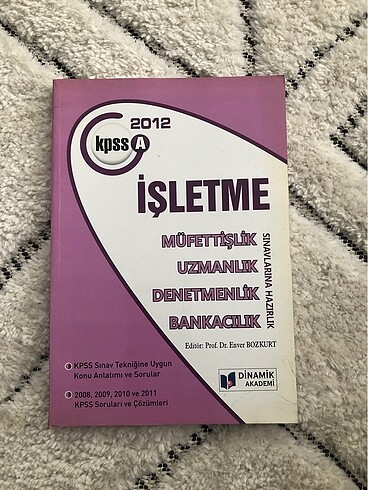 2012
kpss A
İŞLETME
MÜFETTİŞLİK
UZMANLIK
DENETMENLİK
BANKACILIK
SINAVLARINA HAZIRLIK
Editör: Prof. Dr. Enver BOZKURT
KPSS Sınav Tekniğine Uygun
Konu Anlatımı ve Sorular
2008, 2009, 2010 ve 2011
KPSS Soruları ve Çözümleri
DİNAMİK
AKADEMİ